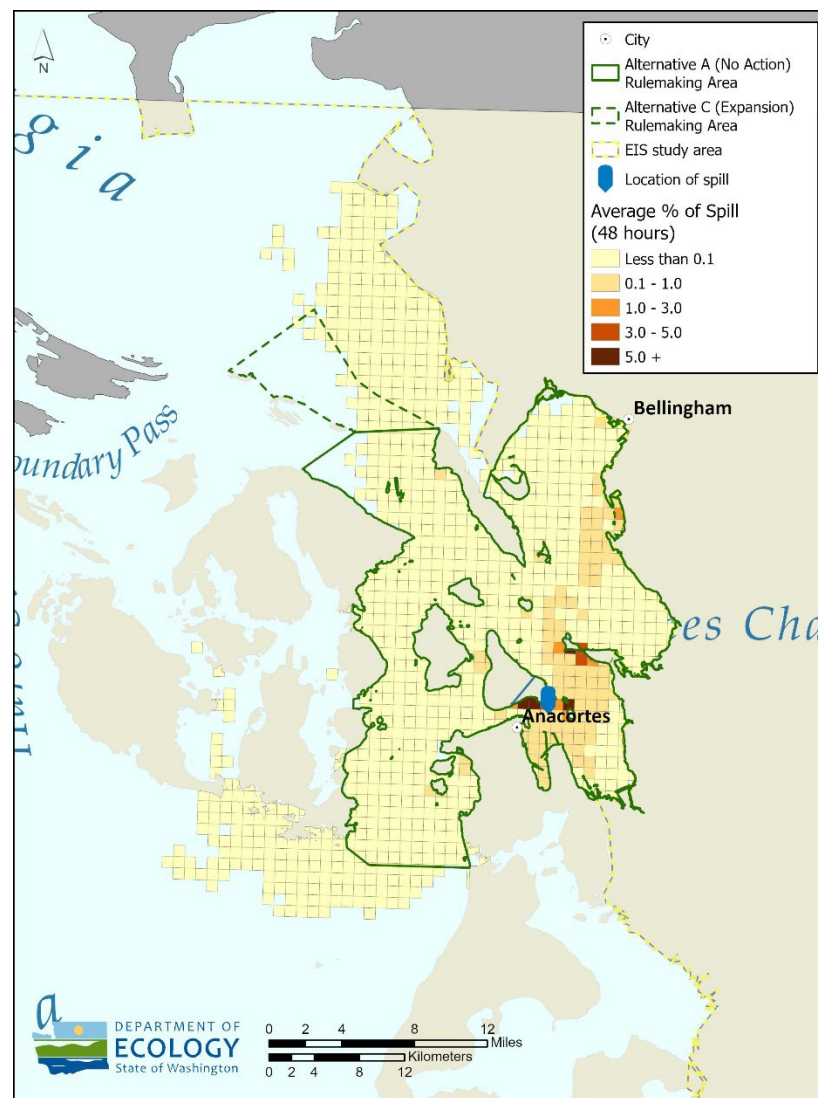 N
City
Alternative A (No Action)
Rulemaking Area
Alternative C (Expansion)
Rulemaking Area
EIS study area
Location of spill
Average % of Spill
(48 hours)
Less than 0.1
0.1 - 1.0
1.0 - 3.0
3.0 - 5.0
5.0 +
gia
Bellingham
oundary Pass
es Cha
Anacortes
a
DEPARTMENT OF
ECOLOGY
State of Washington
0 2 4 8 12
Miles
Kilometers
0 2 4 8 12